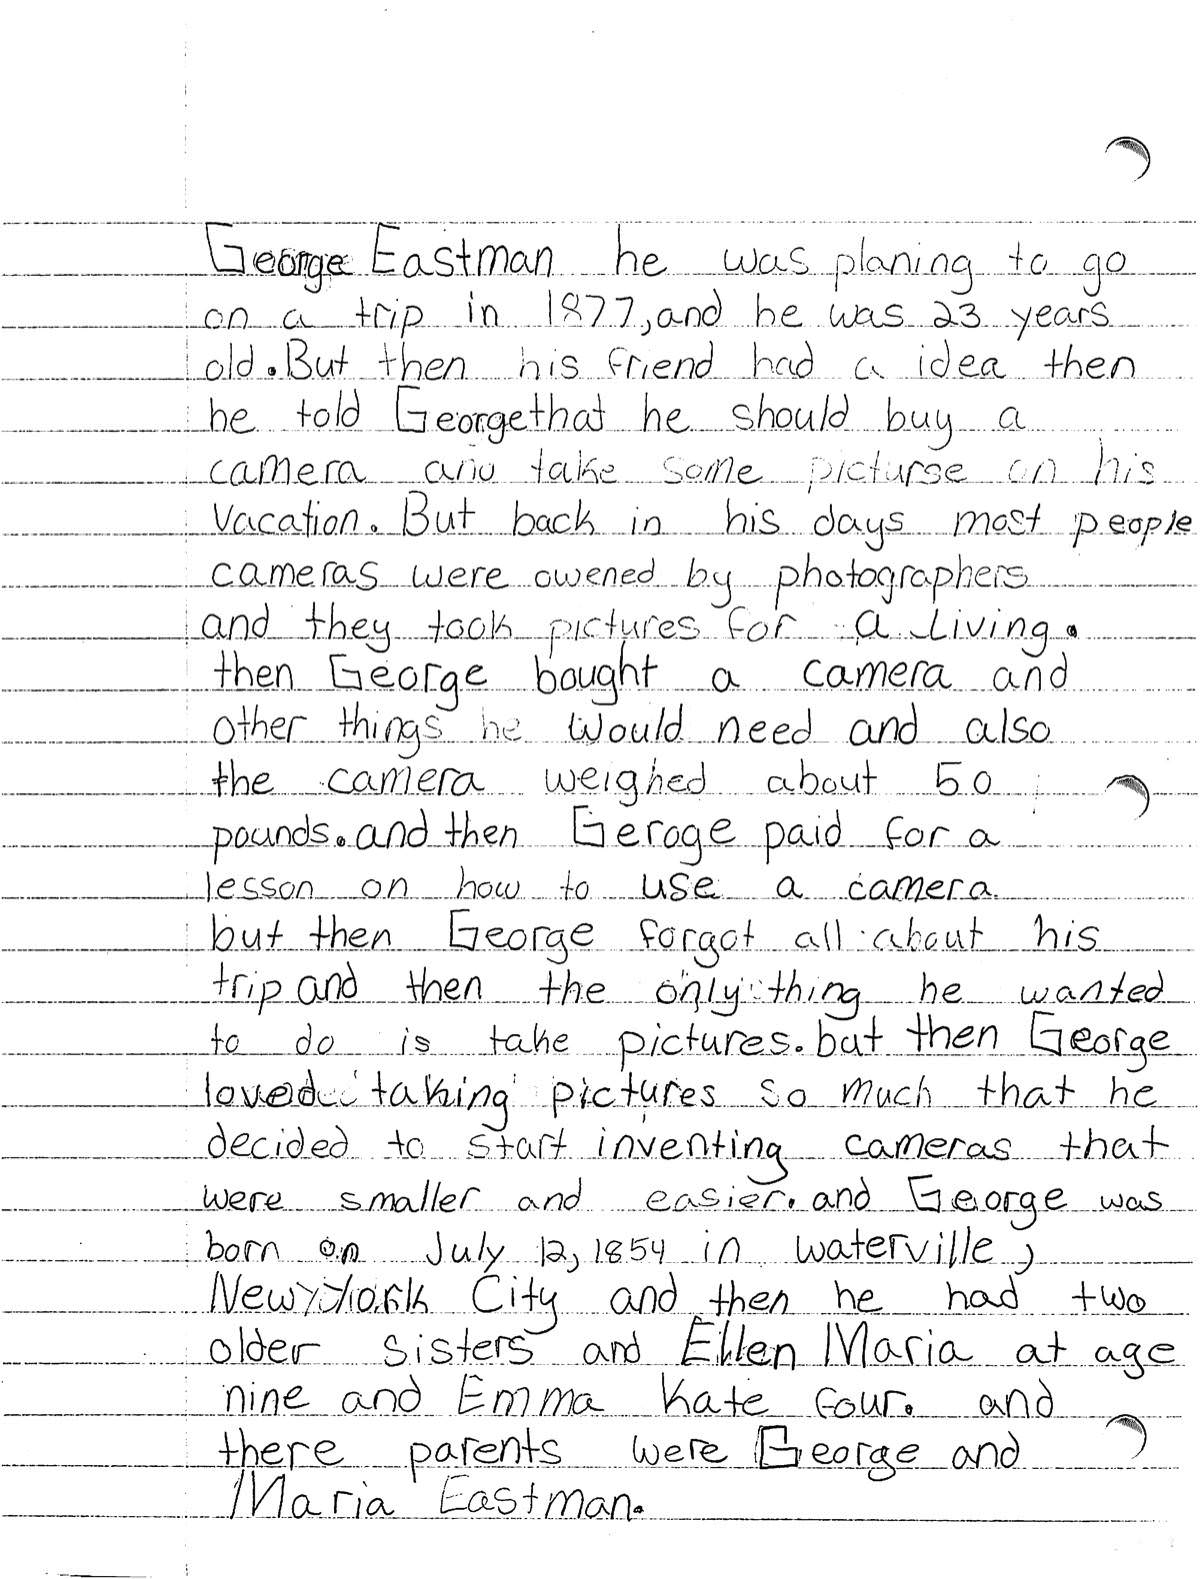 George Eastman he was planing to go
on a trip in 1877, and he was 23 years
old. But then his friend had a idea then
he told George that he should buy a
camera and take some picturse on his
Vacation. But back in his days most people
cameras were owened by photographers
and they took pictures for a living.
then George bought a camera and
other things he would need and also
the camera weighed about 50
pounds. and then Geroge paid for a
lesson on how to use a camera
but then George forgot all about his
trip and then the only thing he wanted
to do is take pictures. but then George
loved taking pictures so much that he
decided to start inventing cameras that
were smaller and easier. and George was
born on July 12, 1854 in waterville,
New York City and then he had two
older sisters and Ellen Maria at age
nine and Emma Kate four. and
there parents were George and
Maria Eastman.